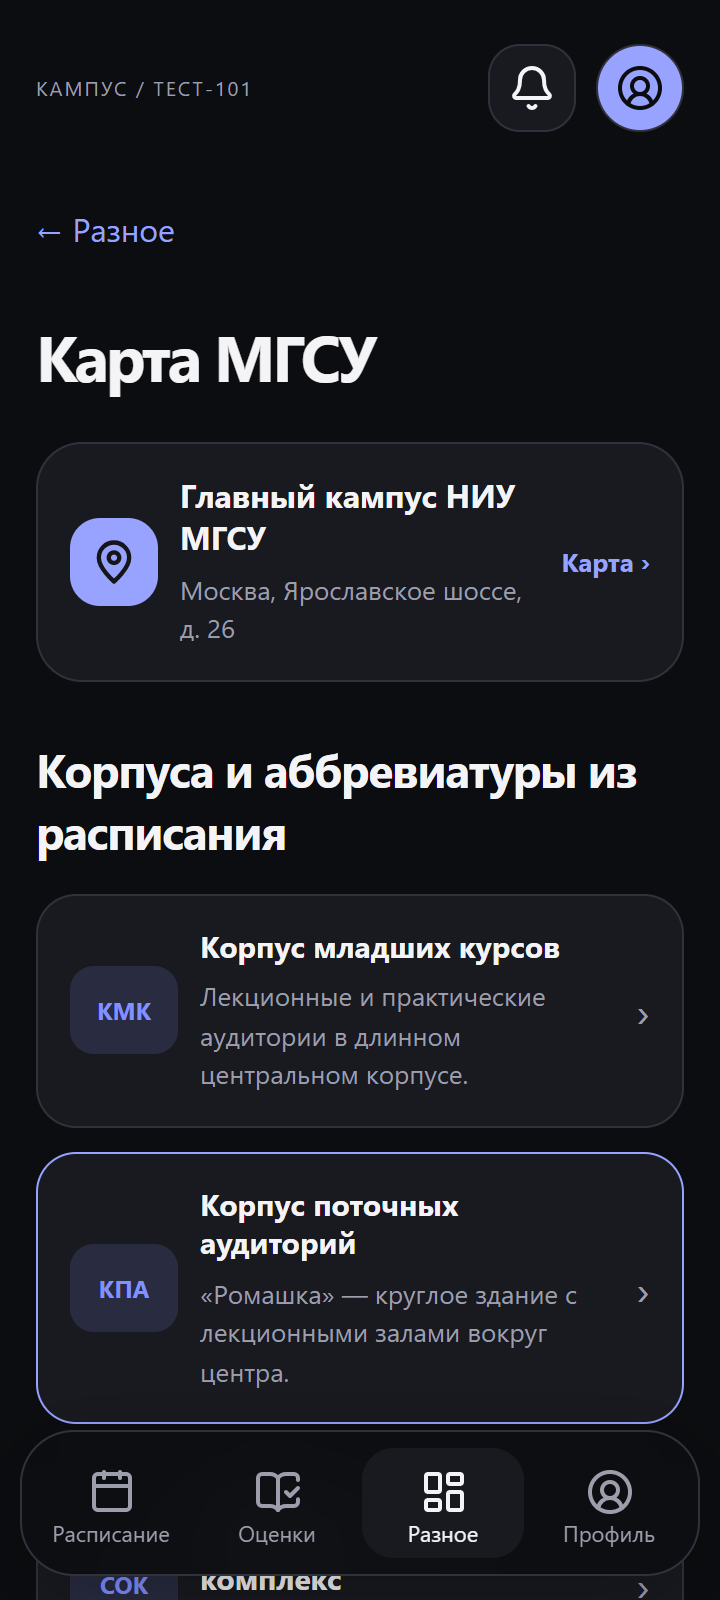 КАМПУС / ТЕСТ-101
← Разное
Карта МГСУ
Главный кампус НИУ
МГСУ
Москва, Ярославское шоссе,
д. 26
Карта ›
Корпуса и аббревиатуры из
расписания
КМК
Корпус младших курсов
Лекционные и практические
аудитории в длинном
центральном корпусе.
›
КПА
Корпус поточных
аудиторий
«Ромашка» — круглое здание с
лекционными залами вокруг
центра.
›
Расписание
Оценки
Разное
Профиль
СОК
комплекс
›